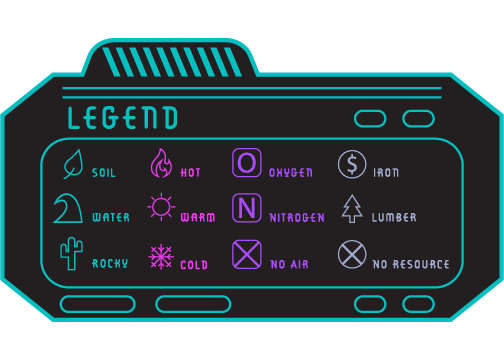 LEGEND
SOIL HOT O OXYGEN $ IRON
WATER WARM N NITROGEN LUMBER
ROCKY COLD NO AIR NO RESOURCE